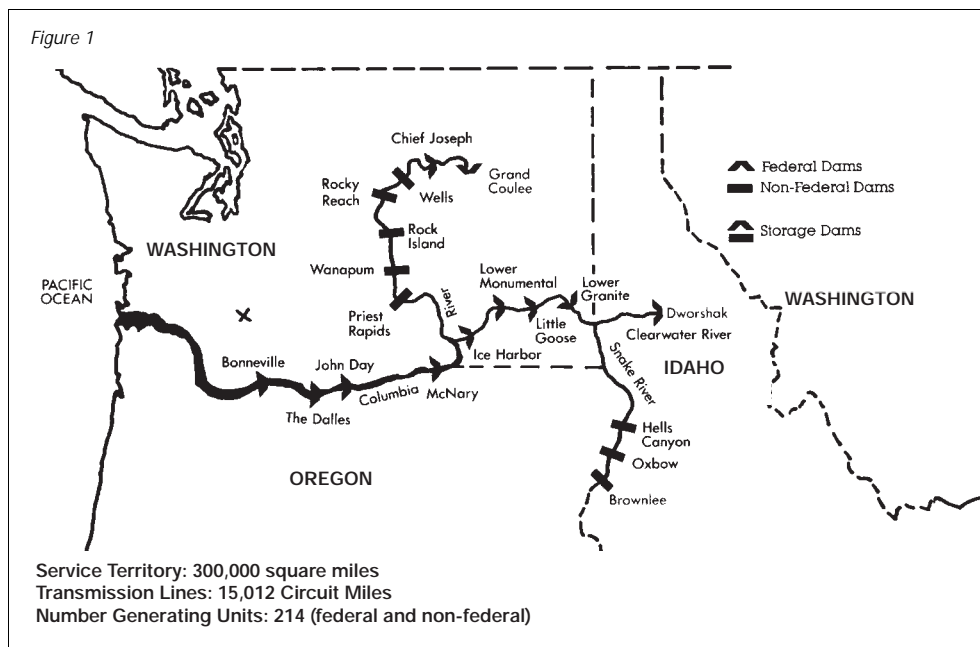 Figure 1
Chief Joseph
Grand
Coulee
Wells
Rocky
Reach
Rock
Island
Wanapum
Priest
Rapids
River
Federal Dams
Non-Federal Dams
Storage Dams
WASHINGTON
PACIFIC
OCEAN
Lower
Monumental
Lower
Granite
Little
Goose
Ice Harbor
Dworshak
Clearwater River
WASHINGTON
IDAHO
Snake River
Bonneville
John Day
The Dalles
Columbia
McNary
Hells
Canyon
Oxbow
Brownlee
OREGON
Service Territory: 300,000 square miles
Transmission Lines: 15,012 Circuit Miles
Number Generating Units: 214 (federal and non-federal)